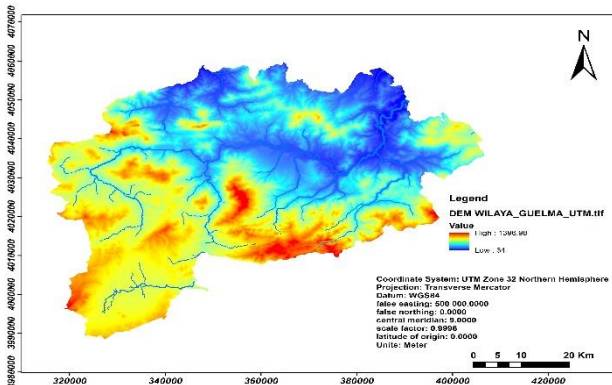 N
4070000
4060000
4050000
4040000
4030000
4020000
4010000
4000000
3990000
3980000
Legend
DEM WILAYA_GUELMA_UTM.tif
Value
High : 1396.98
Low : 34
Coordinate System: UTM Zone 32 Northern Hemisphere
Projection: Transverse Mercator
Datum: WGS84
false easting: 500 000.0000
false northing: 0.0000
central meridian: 9.0000
scale factor: 0.9996
latitude of origin: 0.0000
Units: Meter
0 5 10 20 Km
320000 340000 360000 380000 400000